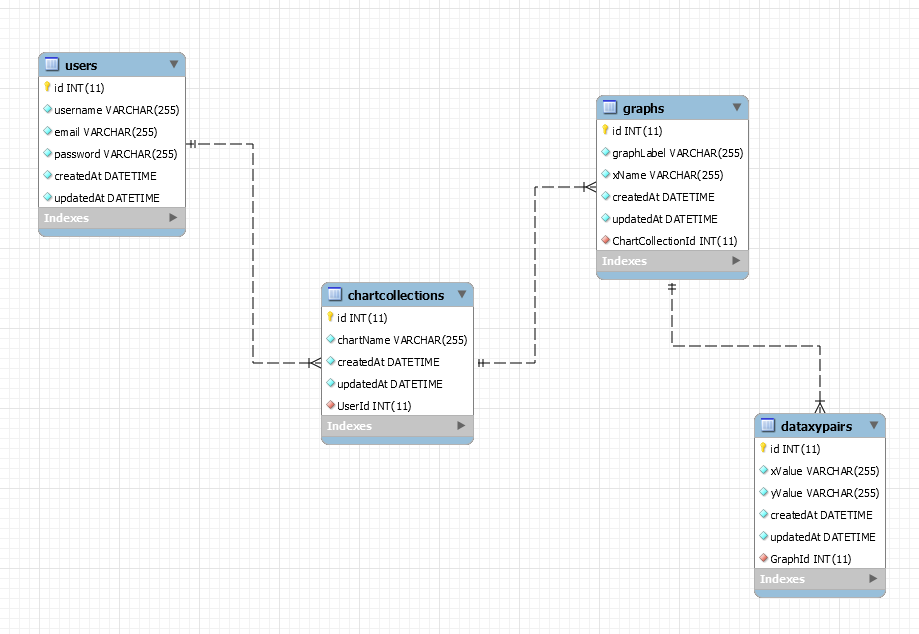 users
id INT(11)
username VARCHAR(255)
email VARCHAR(255)
password VARCHAR(255)
createdAt DATETIME
updatedAt DATETIME
Indexes
chartcollections
id INT(11)
chartName VARCHAR(255)
createdAt DATETIME
updatedAt DATETIME
UserId INT(11)
Indexes
graphs
id INT(11)
graphLabel VARCHAR(255)
xName VARCHAR(255)
createdAt DATETIME
updatedAt DATETIME
ChartCollectionId INT(11)
Indexes
dataxypairs
id INT(11)
xValue VARCHAR(255)
yValue VARCHAR(255)
createdAt DATETIME
updatedAt DATETIME
GraphId INT(11)
Indexes